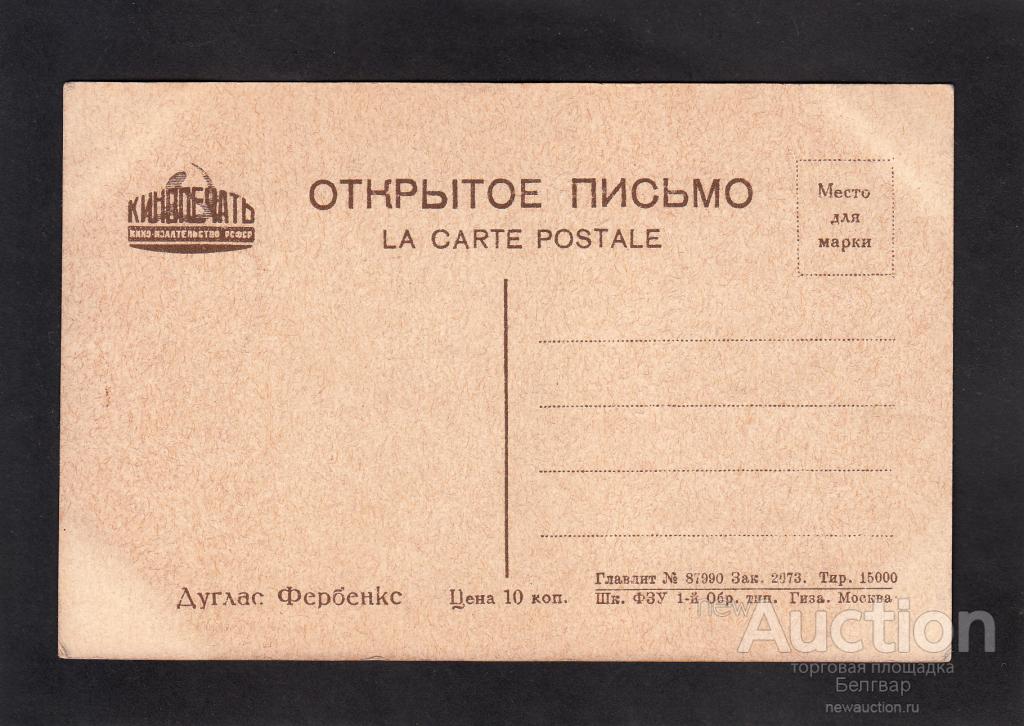 КИНОПЕЧАТЬ
КИНО-ИЗДАТЕЛЬСТВО РСФСР
ОТКРЫТОЕ ПИСЬМО
LA CARTE POSTALE
Место
для
марки
Дуглас Фербенкс
Цена 10 коп.
Главлит № 87990 Зак. 2073. Тир. 15000
Шк. ФЗУ 1-й Обр. тип. Гиза. Москва
newAuction
торговая площадка
Белгвар
newauction.ru